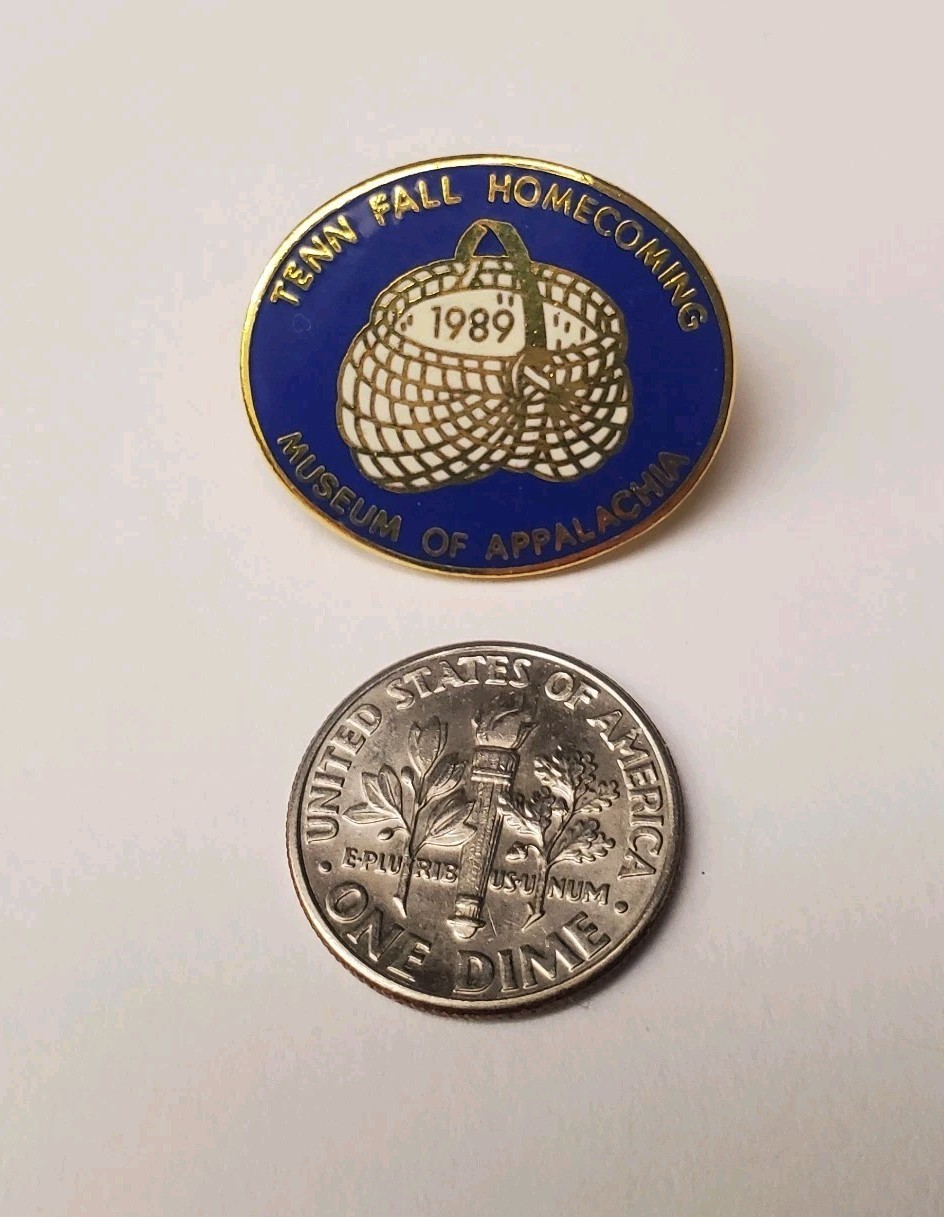 TENN FALL HOMECOMING
1989
MUSEUM OF APPALACHIA
UNITED STATES OF AMERICA
E·PLURIBUS·UNUM
ONE DIME